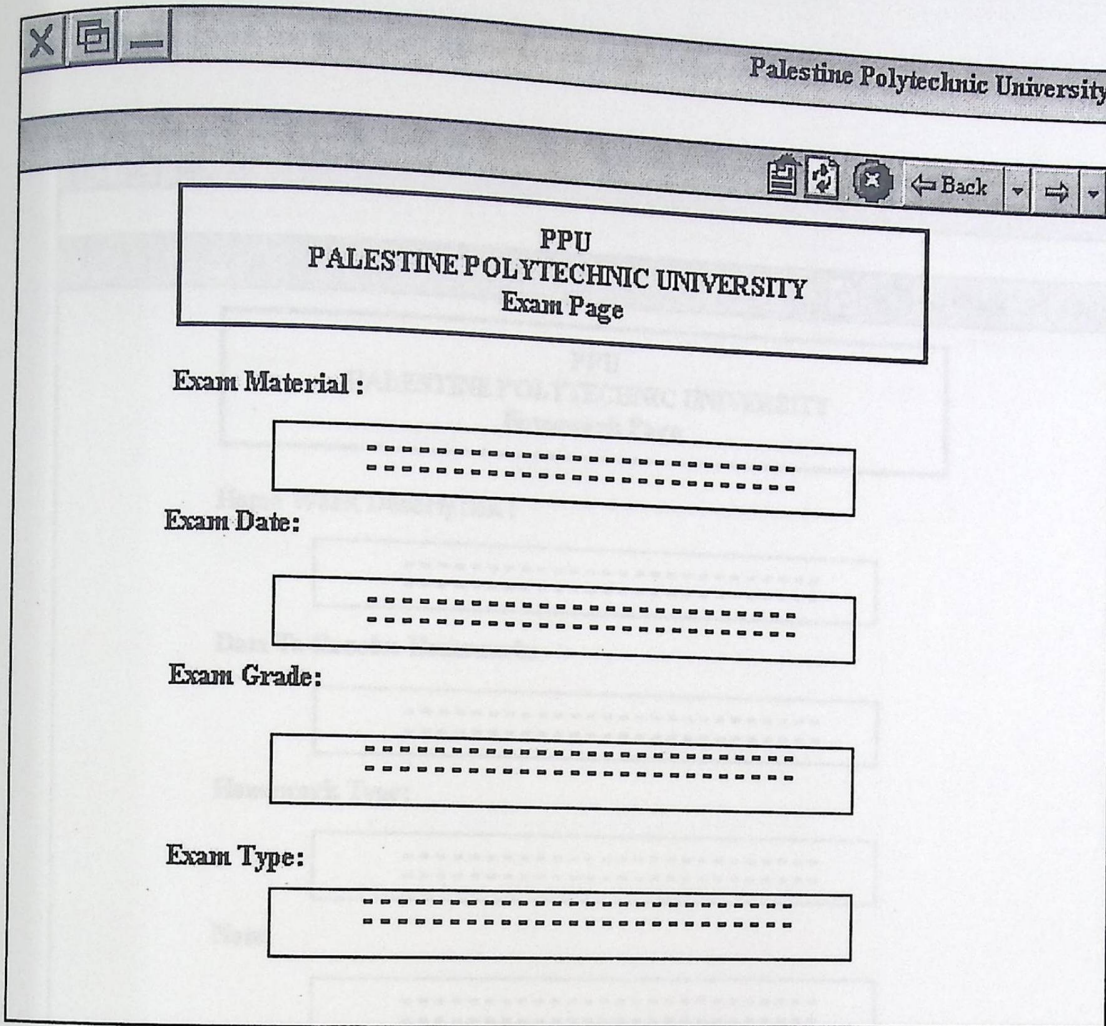 Palestine Polytechnic University
Back
PPU
PALESTINE POLYTECHNIC UNIVERSITY
Exam Page
Exam Material :
Exam Date:
Exam Grade:
Exam Type: